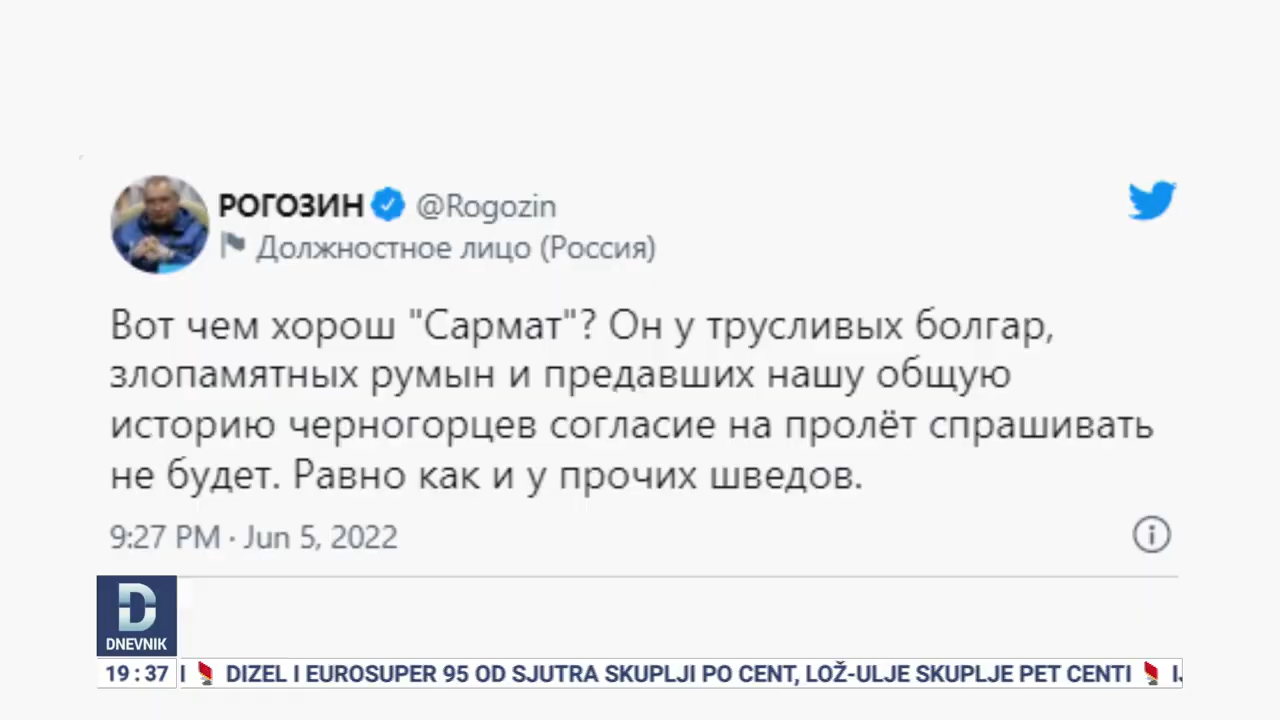 РОГОЗИН @Rogozin
Должностное лицо (Россия)
Вот чем хорош "Сармат"? Он у трусливых болгар,
злопамятных румын и предавших нашу общую
историю черногорцев согласие на пролёт спрашивать
не будет. Равно как и у прочих шведов.
9:27 PM · Jun 5, 2022
D
DNEVNIK
19:37 I DIZEL I EUROSUPER 95 OD SJUTRA SKUPLJI PO CENT, LOŽ-ULJE SKUPLJE PET CENTI